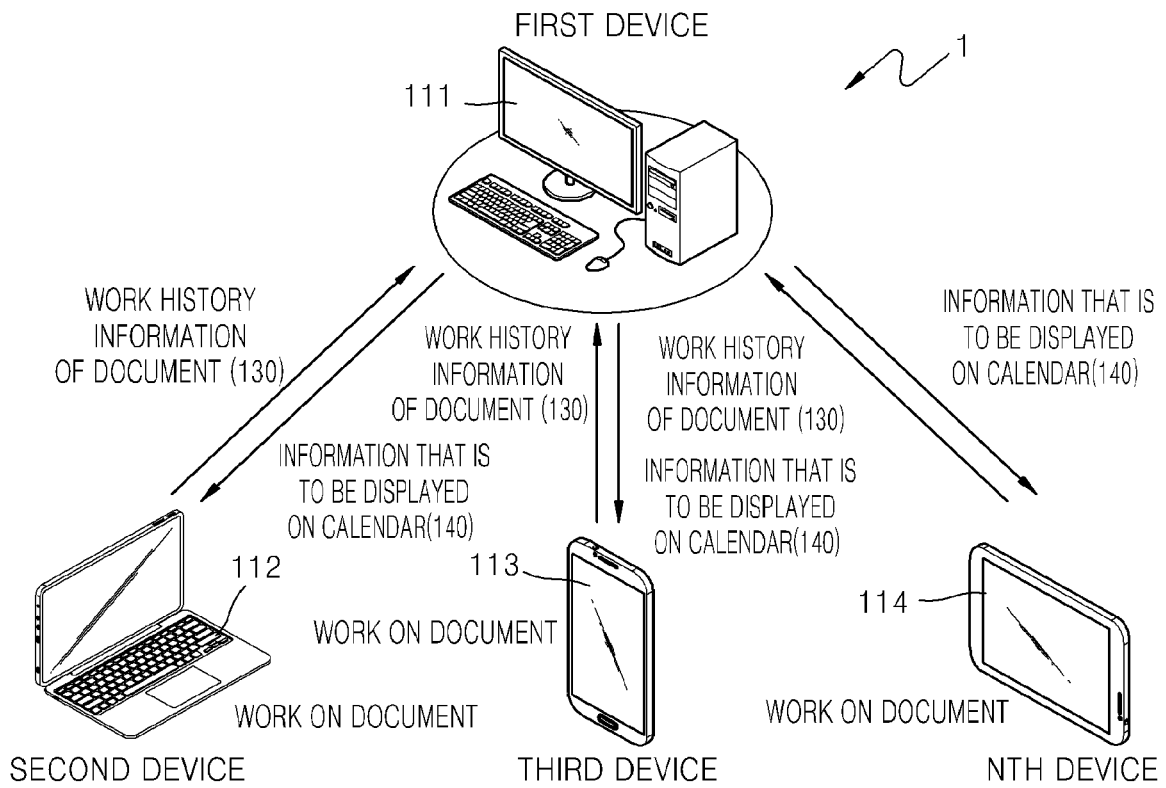 FIRST DEVICE
1
111
WORK HISTORY
INFORMATION
OF DOCUMENT (130)
WORK HISTORY
INFORMATION
OF DOCUMENT (130)
WORK HISTORY
INFORMATION
OF DOCUMENT (130)
INFORMATION THAT IS
TO BE DISPLAYED
ON CALENDAR(140)
INFORMATION THAT IS
TO BE DISPLAYED
ON CALENDAR(140)
INFORMATION THAT IS
TO BE DISPLAYED
ON CALENDAR(140)
112
113
114
WORK ON DOCUMENT
WORK ON DOCUMENT
WORK ON DOCUMENT
SECOND DEVICE
THIRD DEVICE
NTH DEVICE